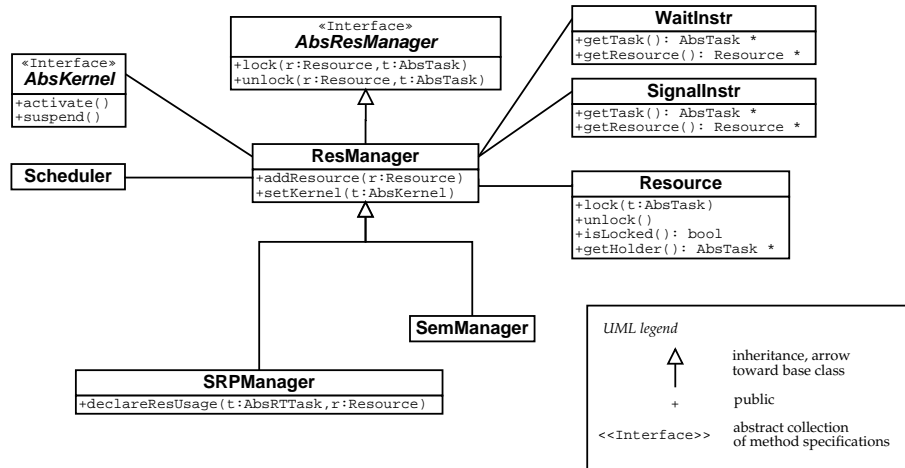 «Interface»
AbsResManager
+lock(r:Resource,t:AbsTask)
+unlock(r:Resource,t:AbsTask)
WaitInstr
+getTask(): AbsTask *
+getResource(): Resource *
«Interface»
AbsKernel
+activate()
+suspend()
SignalInstr
+getTask(): AbsTask *
+getResource(): Resource *
ResManager
+addResource(r:Resource)
+setKernel(t:AbsKernel)
Scheduler
Resource
+lock(t:AbsTask)
+unlock()
+isLocked(): bool
+getHolder(): AbsTask *
SemManager
SRPManager
+declareResUsage(t:AbsRTTask,r:Resource)
UML legend
inheritance, arrow
toward base class
+ public
<<Interface>> abstract collection
of method specifications